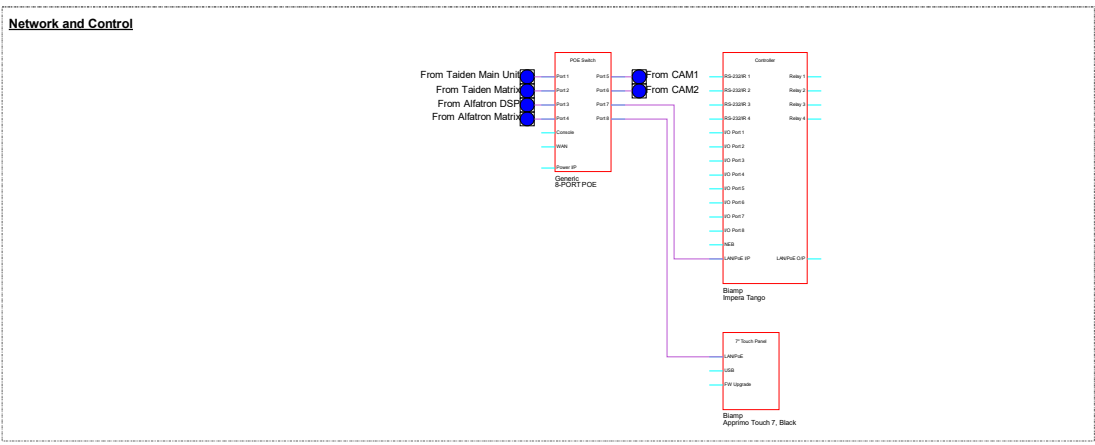 Network and Control
POE Switch
From Taiden Main Unit
Port 1
Port 5
From CAM1
From Taiden Matrix
Port 2
Port 6
From CAM2
From Alfatron DSP
Port 3
Port 7
From Alfatron Matrix
Port 4
Port 8
Console
WAN
Power I/P
Generic
8-PORT POE
Controller
RS-232/IR 1
Relay 1
RS-232/IR 2
Relay 2
RS-232/IR 3
Relay 3
RS-232/IR 4
Relay 4
I/O Port 1
I/O Port 2
I/O Port 3
I/O Port 4
I/O Port 5
I/O Port 6
I/O Port 7
I/O Port 8
NEB
LAN/PoE I/P
LAN/PoE O/P
Biamp
Impera Tango
7" Touch Panel
LAN/PoE
USB
FW Upgrade
Biamp
Apprimo Touch 7, Black